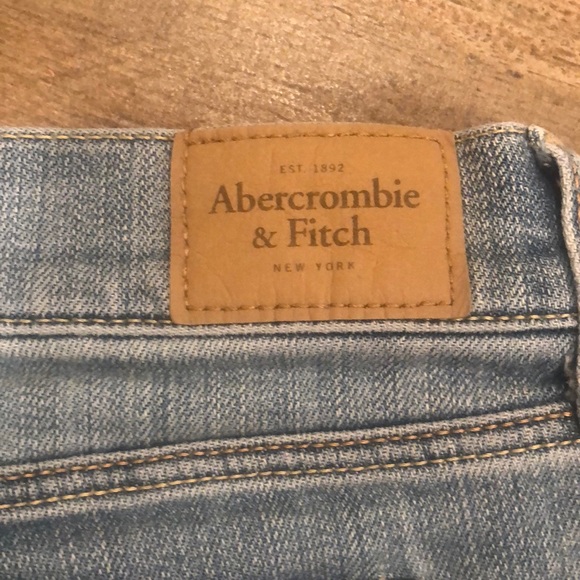 EST. 1892
Abercrombie
& Fitch
NEW YORK